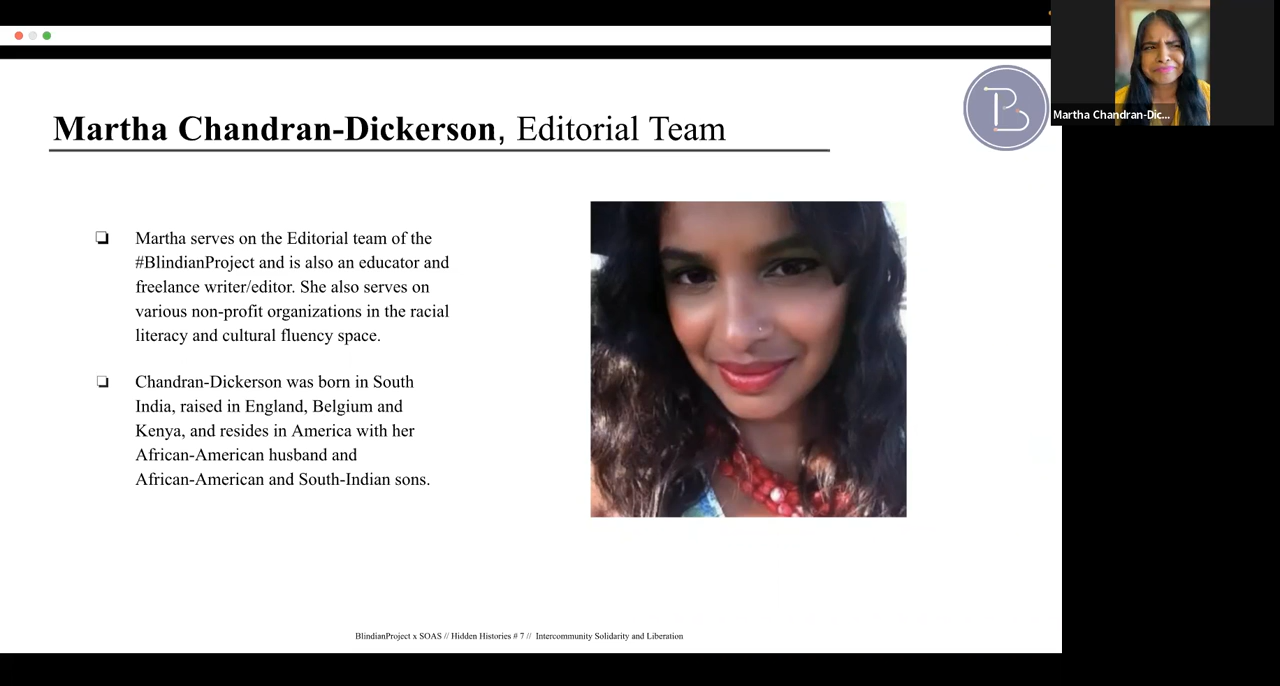 Martha Chandran-Dickerson, Editorial Team
B
Martha Chandran-Dic...
Martha serves on the Editorial team of the
#BlindianProject and is also an educator and
freelance writer/editor. She also serves on
various non-profit organizations in the racial
literacy and cultural fluency space.
Chandran-Dickerson was born in South
India, raised in England, Belgium and
Kenya, and resides in America with her
African-American husband and
African-American and South-Indian sons.
BlindianProject x SOAS // Hidden Histories # 7 // Intercommunity Solidarity and Liberation